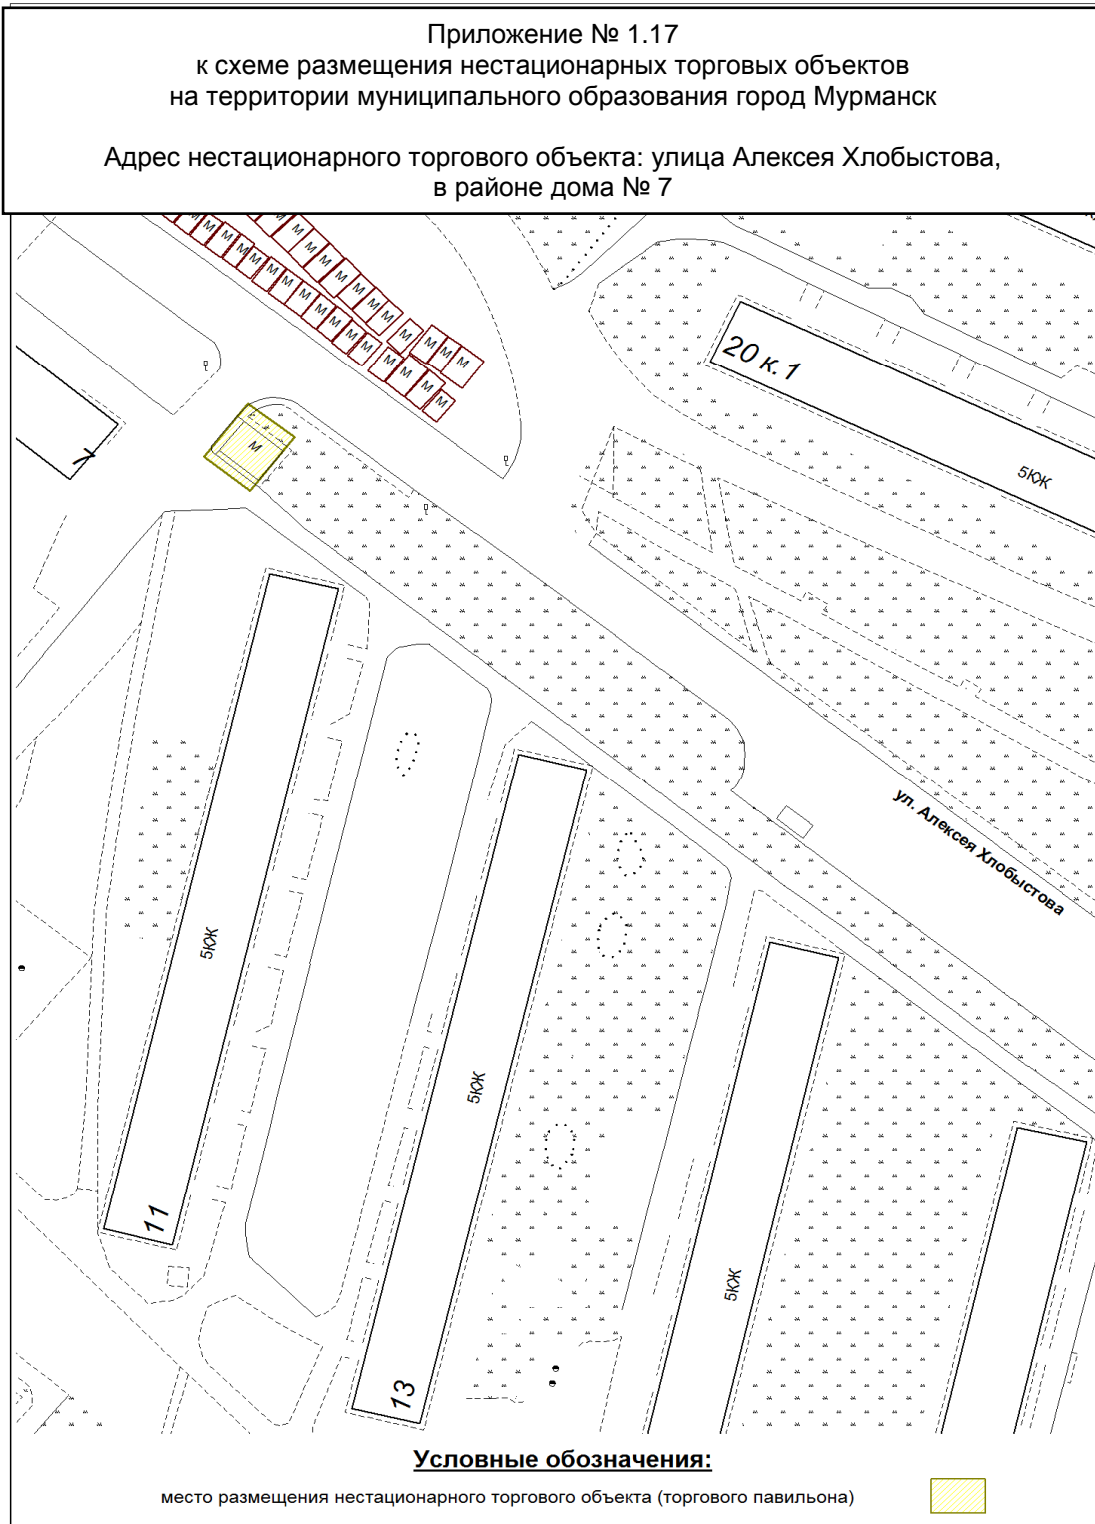 Приложение № 1.17
к схеме размещения нестационарных торговых объектов
на территории муниципального образования город Мурманск
Адрес нестационарного торгового объекта: улица Алексея Хлобыстова,
в районе дома № 7
М М М М М М М М
М М М М М М М М М М М М
М М М М
М М М М
20 к. 1
5КЖ
7
М
ул. Алексея Хлобыстова
5КЖ
11
5КЖ
13
5КЖ
Условные обозначения:
место размещения нестационарного торгового объекта (торгового павильона)